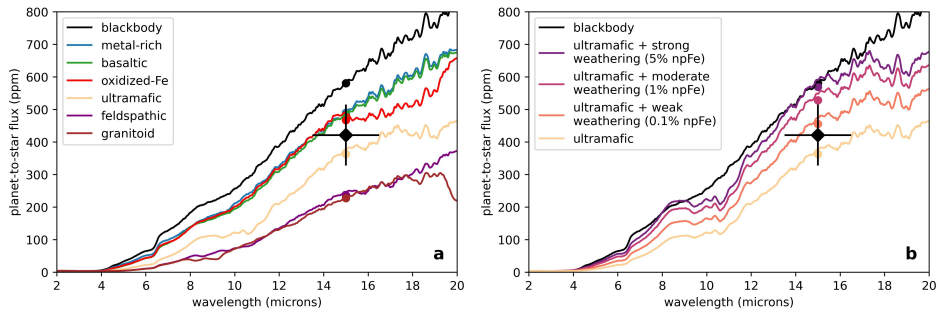 800
700
600
500
400
300
200
100
0
planet-to-star flux (ppm)
blackbody
metal-rich
basaltic
oxidized-Fe
ultramafic
feldspathic
granitoid
a
2 4 6 8 10 12 14 16 18 20
wavelength (microns)
800
700
600
500
400
300
200
100
0
planet-to-star flux (ppm)
blackbody
ultramafic + strong
weathering (5% npFe)
ultramafic + moderate
weathering (1% npFe)
ultramafic + weak
weathering (0.1% npFe)
ultramafic
b
2 4 6 8 10 12 14 16 18 20
wavelength (microns)